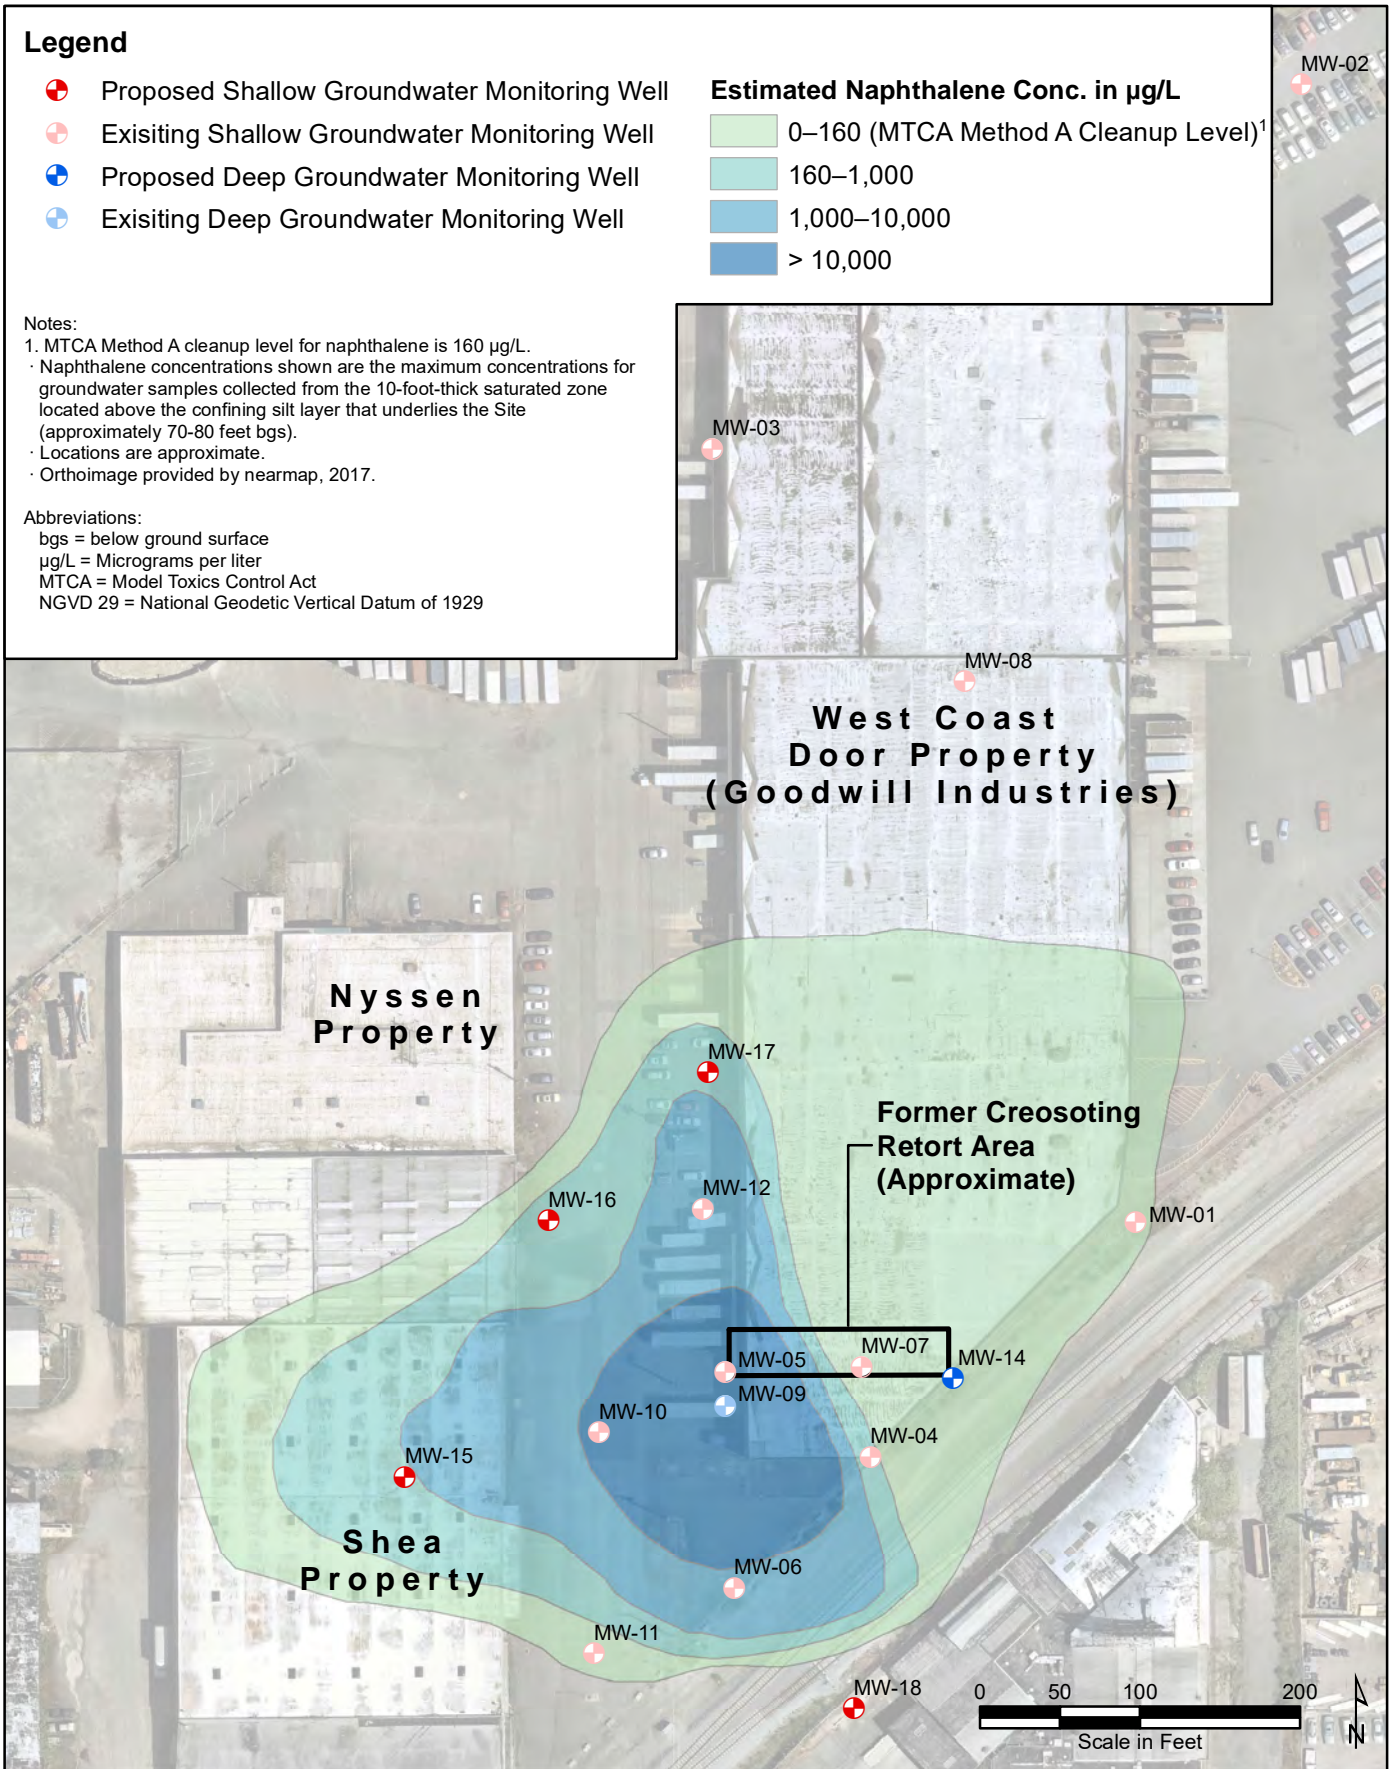 Legend
Proposed Shallow Groundwater Monitoring Well
Exisiting Shallow Groundwater Monitoring Well
Proposed Deep Groundwater Monitoring Well
Exisiting Deep Groundwater Monitoring Well
Estimated Naphthalene Conc. in µg/L
0–160 (MTCA Method A Cleanup Level)¹
160–1,000
1,000–10,000
> 10,000
Notes:
1. MTCA Method A cleanup level for naphthalene is 160 µg/L.
· Naphthalene concentrations shown are the maximum concentrations for
groundwater samples collected from the 10-foot-thick saturated zone
located above the confining silt layer that underlies the Site
(approximately 70-80 feet bgs).
· Locations are approximate.
· Orthoimage provided by nearmap, 2017.
Abbreviations:
bgs = below ground surface
µg/L = Micrograms per liter
MTCA = Model Toxics Control Act
NGVD 29 = National Geodetic Vertical Datum of 1929
MW-02
MW-03
MW-08
West Coast
Door Property
(Goodwill Industries)
Nyssen
Property
MW-17
Former Creosoting
Retort Area
(Approximate)
MW-12
MW-16
MW-01
MW-07
MW-05
MW-14
MW-09
MW-10
MW-04
MW-15
Shea
Property
MW-06
MW-11
MW-18
0 50 100 200
Scale in Feet
N